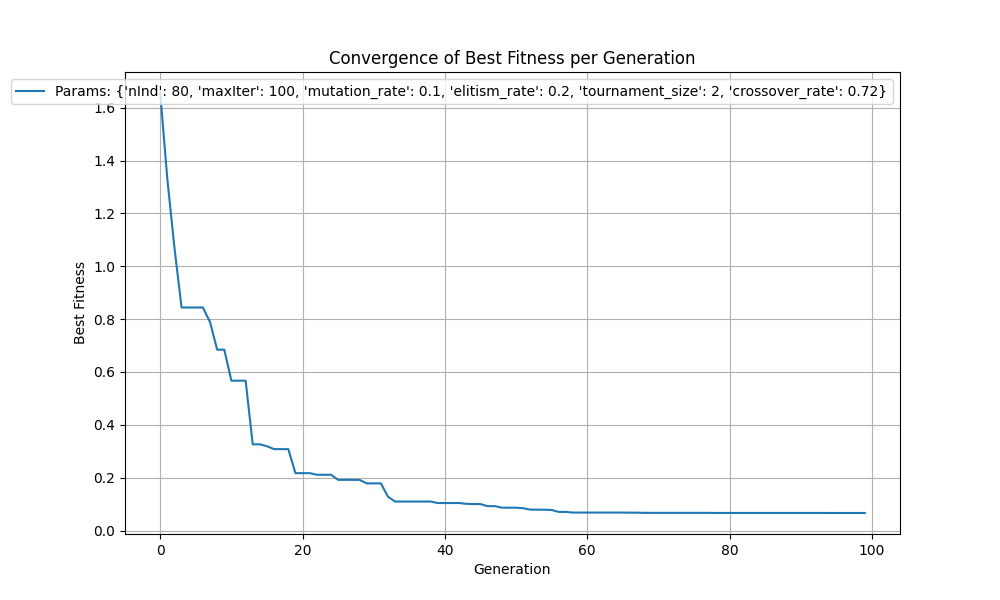 Convergence of Best Fitness per Generation
Params: {'nInd': 80, 'maxIter': 100, 'mutation_rate': 0.1, 'elitism_rate': 0.2, 'tournament_size': 2, 'crossover_rate': 0.72}
1.6
1.4
1.2
1.0
0.8
0.6
0.4
0.2
0.0
Best Fitness
0 20 40 60 80 100
Generation